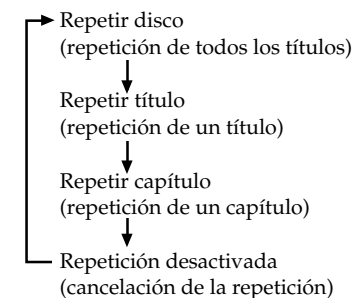 Repetir disco
(repetición de todos los títulos)
Repetir título
(repetición de un título)
Repetir capítulo
(repetición de un capítulo)
Repetición desactivada
(cancelación de la repetición)